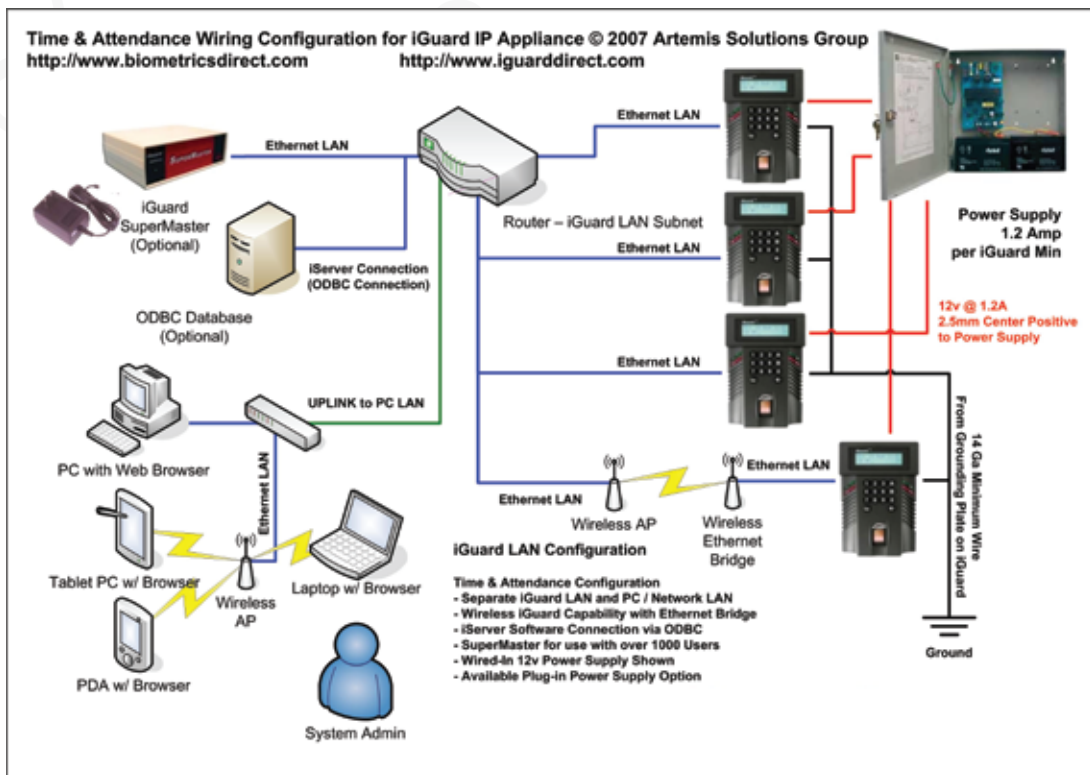 Time & Attendance Wiring Configuration for iGuard IP Appliance © 2007 Artemis Solutions Group
http://www.biometricsdirect.com http://www.iguarddirect.com
Ethernet LAN
Ethernet LAN
SUPERMASTER
iGuard
SuperMaster
(Optional)
Router – iGuard LAN Subnet
Power Supply
1.2 Amp
per iGuard Min
Ethernet LAN
iServer Connection
(ODBC Connection)
ODBC Database
(Optional)
12v @ 1.2A
2.5mm Center Positive
to Power Supply
Ethernet LAN
UPLINK to PC LAN
PC with Web Browser
Ethernet LAN
14 Ga Minimum Wire
From Grounding Plate on iGuard
Ethernet LAN
Ethernet LAN
Wireless AP
Wireless
Ethernet
Bridge
Tablet PC w/ Browser
Wireless
AP
Laptop w/ Browser
PDA w/ Browser
System Admin
iGuard LAN Configuration
Time & Attendance Configuration
- Separate iGuard LAN and PC / Network LAN
- Wireless iGuard Capability with Ethernet Bridge
- iServer Software Connection via ODBC
- SuperMaster for use with over 1000 Users
- Wired-In 12v Power Supply Shown
- Available Plug-in Power Supply Option
Ground